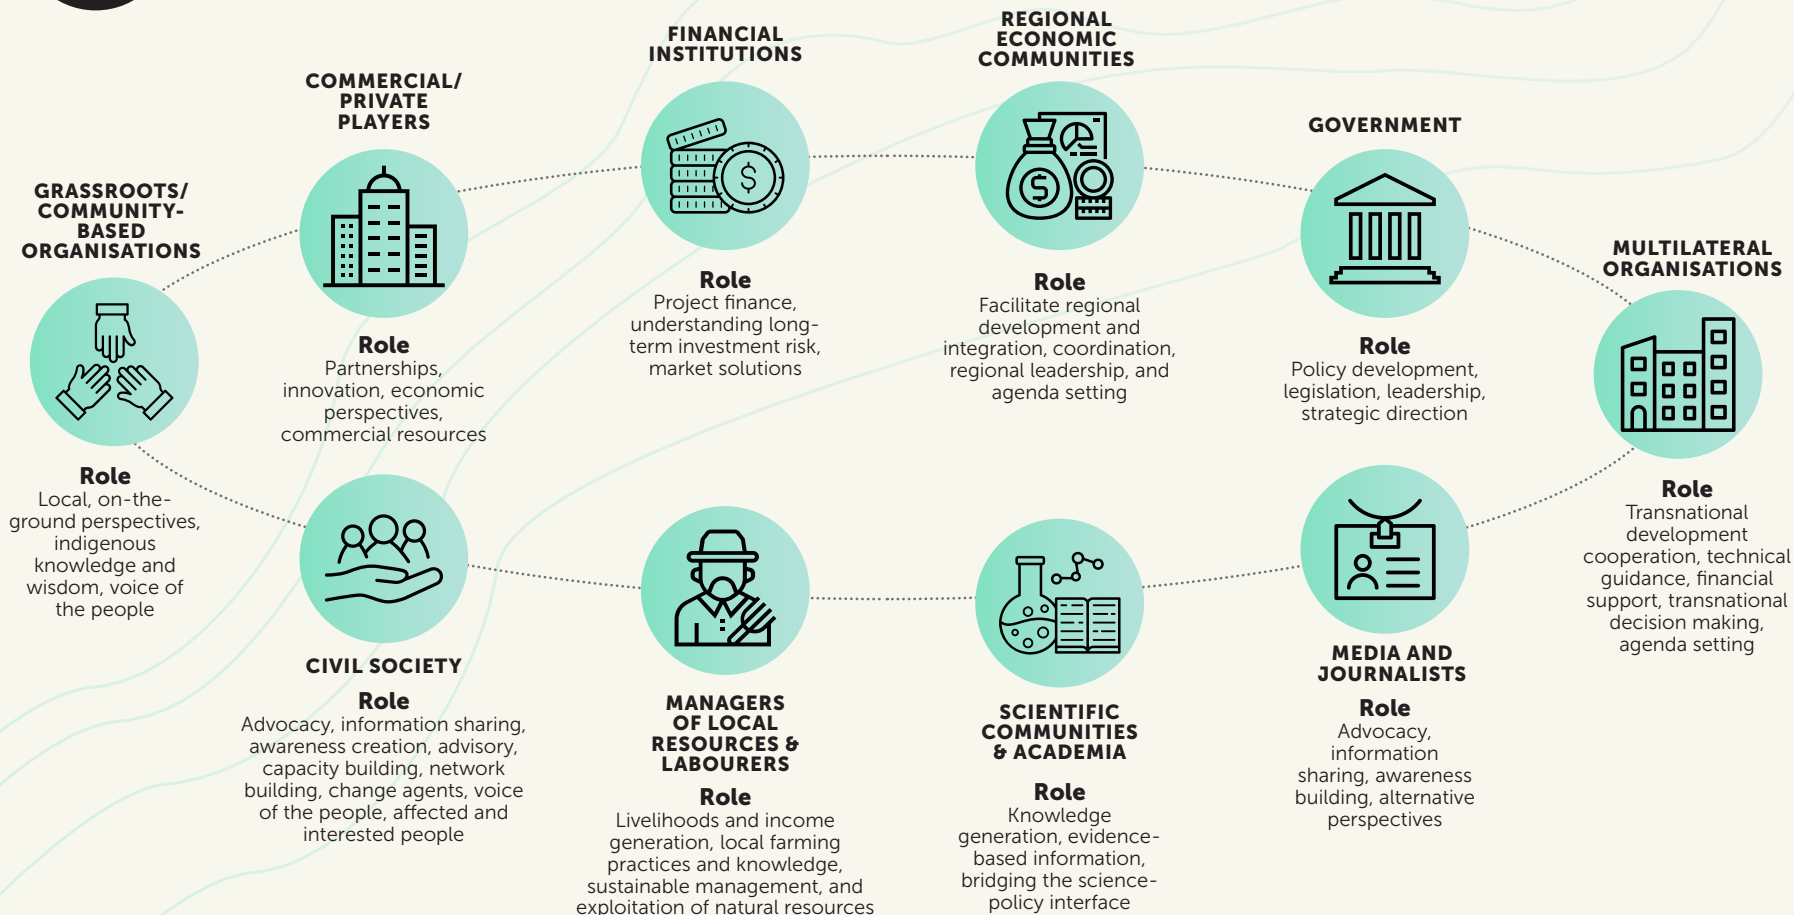 GRASSROOTS/
COMMUNITY-
BASED
ORGANISATIONS
Role
Local, on-the-
ground perspectives,
indigenous
knowledge and
wisdom, voice of
the people
COMMERCIAL/
PRIVATE
PLAYERS
Role
Partnerships,
innovation, economic
perspectives,
commercial resources
FINANCIAL
INSTITUTIONS
Role
Project finance,
understanding long-
term investment risk,
market solutions
REGIONAL
ECONOMIC
COMMUNITIES
Role
Facilitate regional
development and
integration, coordination,
regional leadership, and
agenda setting
GOVERNMENT
Role
Policy development,
legislation, leadership,
strategic direction
MULTILATERAL
ORGANISATIONS
Role
Transnational
development
cooperation, technical
guidance, financial
support, transnational
decision making,
agenda setting
CIVIL SOCIETY
Role
Advocacy, information sharing,
awareness creation, advisory,
capacity building, network
building, change agents, voice
of the people, affected and
interested people
MANAGERS
OF LOCAL
RESOURCES &
LABOURERS
Role
Livelihoods and income
generation, local farming
practices and knowledge,
sustainable management, and
exploitation of natural resources
SCIENTIFIC
COMMUNITIES
& ACADEMIA
Role
Knowledge
generation, evidence-
based information,
bridging the science-
policy interface
MEDIA AND
JOURNALISTS
Role
Advocacy,
information
sharing, awareness
building, alternative
perspectives